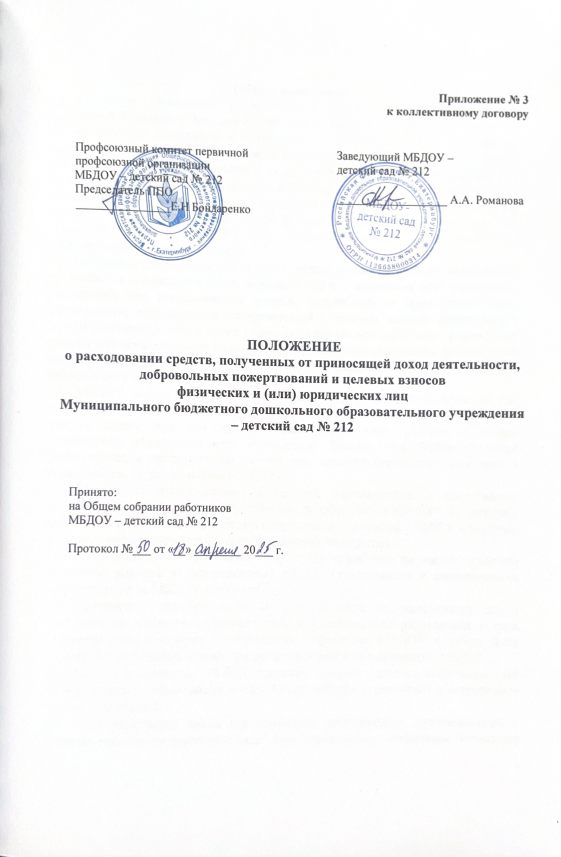 Приложение № 3
к коллективному договору
Профсоюзный комитет первичной
профсоюзной организации
МБДОУ – детский сад № 212
Председатель ППО
Е.Н Бондаренко
Заведующий МБДОУ –
детский сад № 212
А.А. Романова
детский сад
№ 212
ПОЛОЖЕНИЕ
о расходовании средств, полученных от приносящей доход деятельности,
добровольных пожертвований и целевых взносов
физических и (или) юридических лиц
Муниципального бюджетного дошкольного образовательного учреждения
– детский сад № 212
Принято:
на Общем собрании работников
МБДОУ – детский сад № 212
Протокол № 50 от «18» апреля 2025 г.